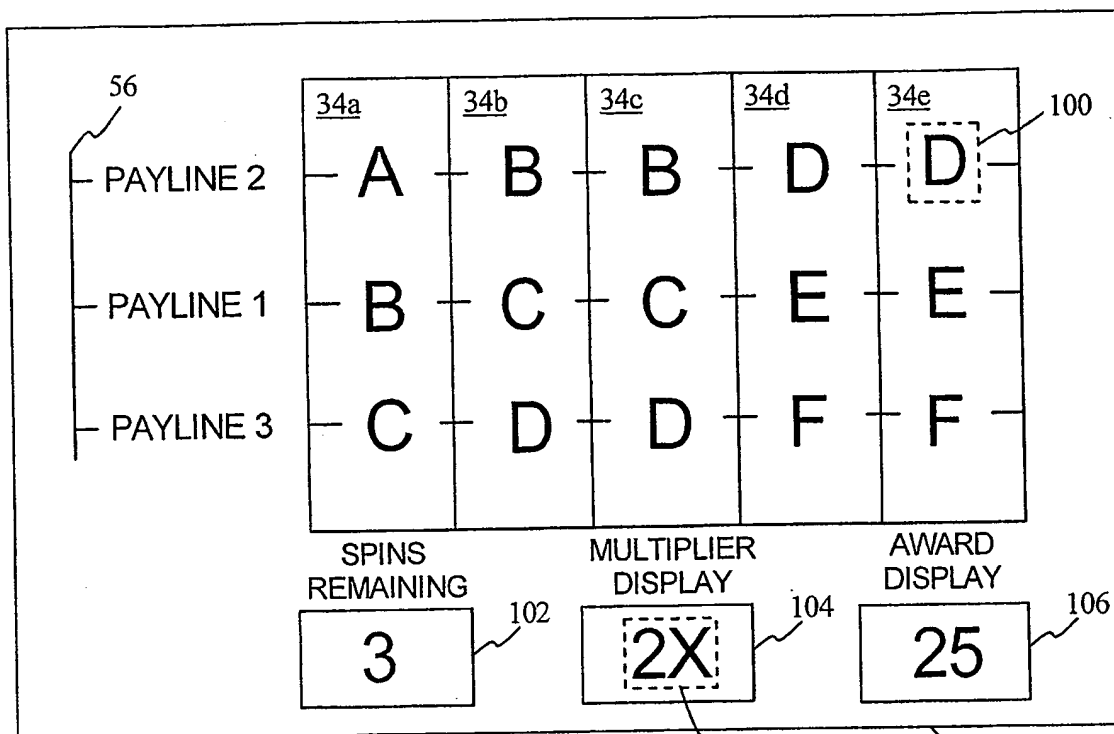 56
34a 34b 34c 34d 34e
100
PAYLINE 2 A B B D D
PAYLINE 1 B C C E E
PAYLINE 3 C D D F F
SPINS REMAINING
MULTIPLIER DISPLAY
AWARD DISPLAY
3 102
2X 104
25 106